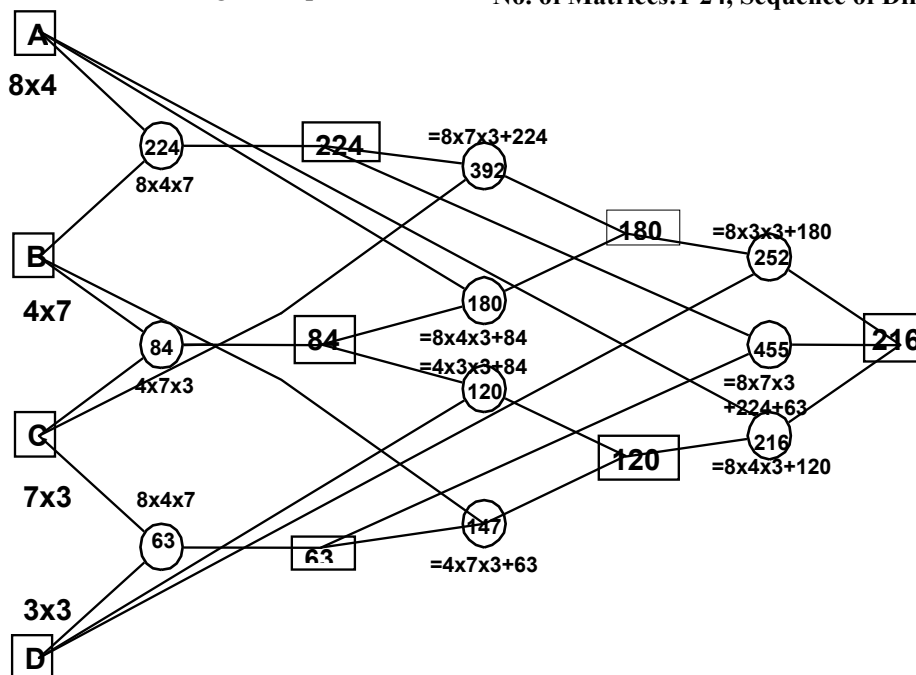 No. of Matrices:1-24, Sequence of
A
8x4
224
8x4x7
224
=8x7x3+224
392
B
4x7
180
=8x3x3+180
252
180
=8x4x3+84
84
4x7x3
84
=4x3x3+84
120
455
=8x7x3
+224+63
216
C
7x3
120
216
=8x4x3+120
8x4x7
63
63
147
=4x7x3+63
3x3
D